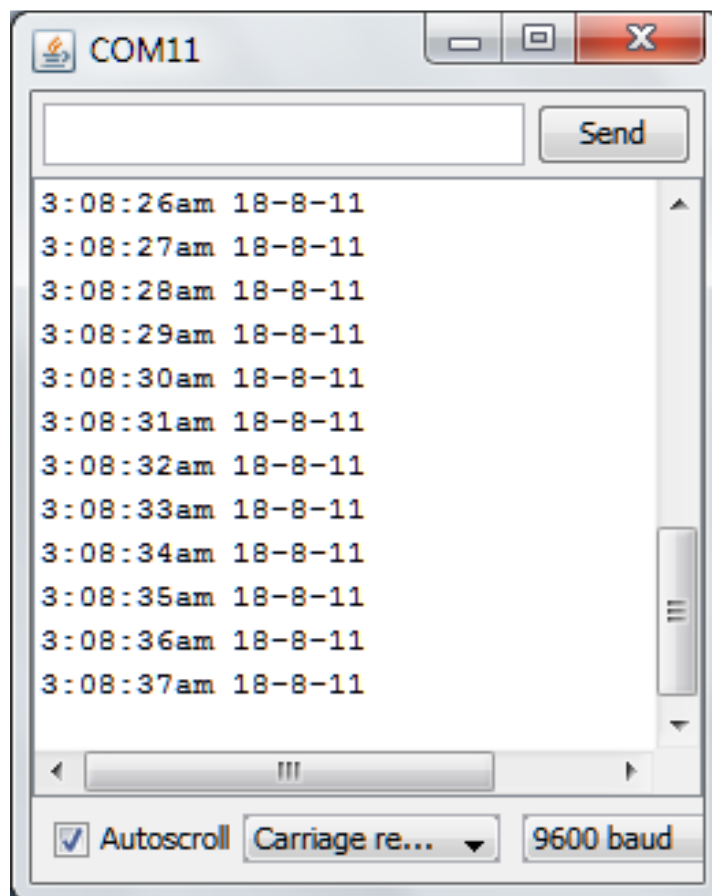 COM11
Send
3:08:26am 18-8-11
3:08:27am 18-8-11
3:08:28am 18-8-11
3:08:29am 18-8-11
3:08:30am 18-8-11
3:08:31am 18-8-11
3:08:32am 18-8-11
3:08:33am 18-8-11
3:08:34am 18-8-11
3:08:35am 18-8-11
3:08:36am 18-8-11
3:08:37am 18-8-11
Autoscroll Carriage re... 9600 baud